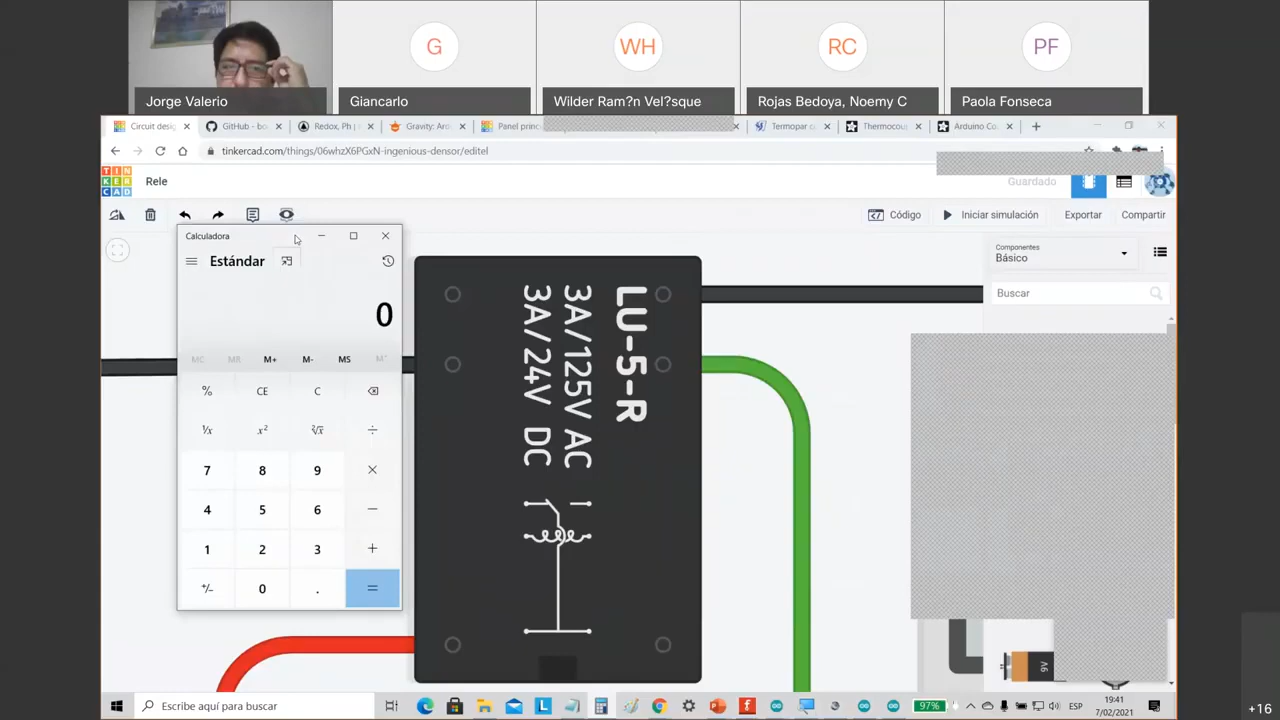 G
WH
RC
PF
Jorge Valerio
Giancarlo
Wilder Ram?n Vel?sque
Rojas Bedoya, Noemy C
Paola Fonseca
Circuit desig
GitHub - bo
Redox, Ph |
Gravity: Ar
Panel princ
Termopar q
Thermocou
Arduino Co
tinkercad.com/things/06whzX6PGxN-ingenious-densor/editel
TIN
KER
CAD
Rele
Guardado
Código
Iniciar simulación
Exportar
Compartir
Calculadora
Estándar
0
MC MR M+ M- MS M˅
% CE C
¹/x x² ²√x ÷
7 8 9 ×
4 5 6 −
1 2 3 +
+/− 0 . =
LU-5-R
3A/125V AC
3A/24V DC
Componentes
Básico
Buscar
9V
Escribe aquí para buscar
97%
ESP
19:41
7/02/2021
+16